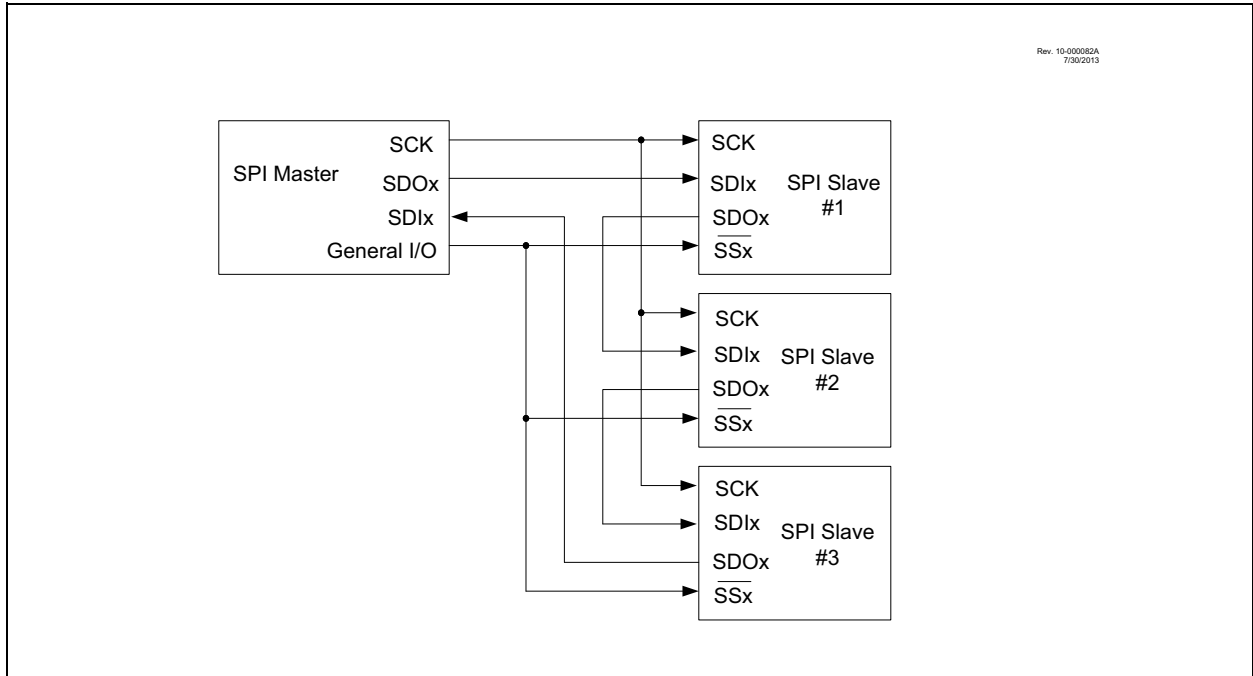 Rev. 10-000082A
7/30/2013
SPI Master
SCK
SDOx
SDIx
General I/O
SCK
SDIx
SDOx
SSx
SPI Slave
#1
SCK
SDIx
SDOx
SSx
SPI Slave
#2
SCK
SDIx
SDOx
SSx
SPI Slave
#3